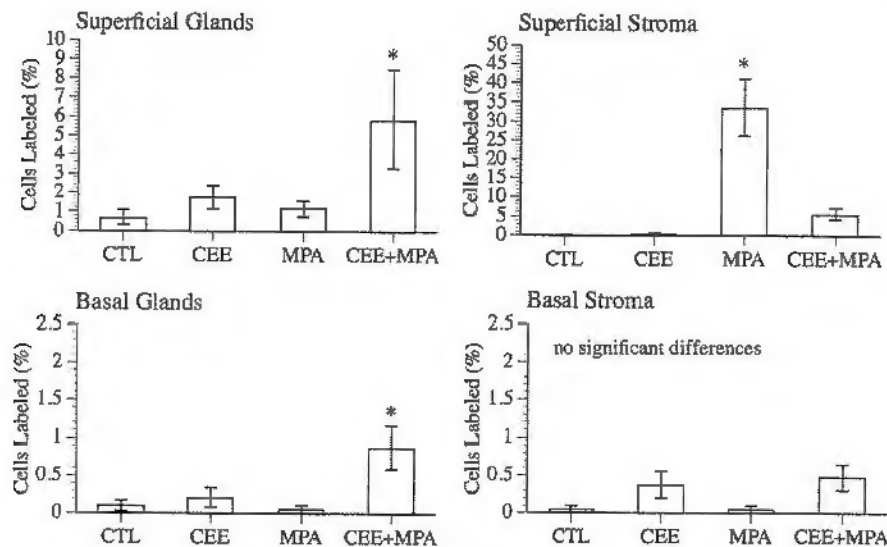 Superficial Glands
Cells Labeled (%)
10
9
8
7
6
5
4
3
2
1
0
*
CTL CEE MPA CEE+MPA
Superficial Stroma
Cells Labeled (%)
50
45
40
35
30
25
20
15
10
5
0
*
CTL CEE MPA CEE+MPA
Basal Glands
Cells Labeled (%)
2.5
2
1.5
1
0.5
0
*
CTL CEE MPA CEE+MPA
Basal Stroma
no significant differences
Cells Labeled (%)
2.5
2
1.5
1
0.5
0
CTL CEE MPA CEE+MPA